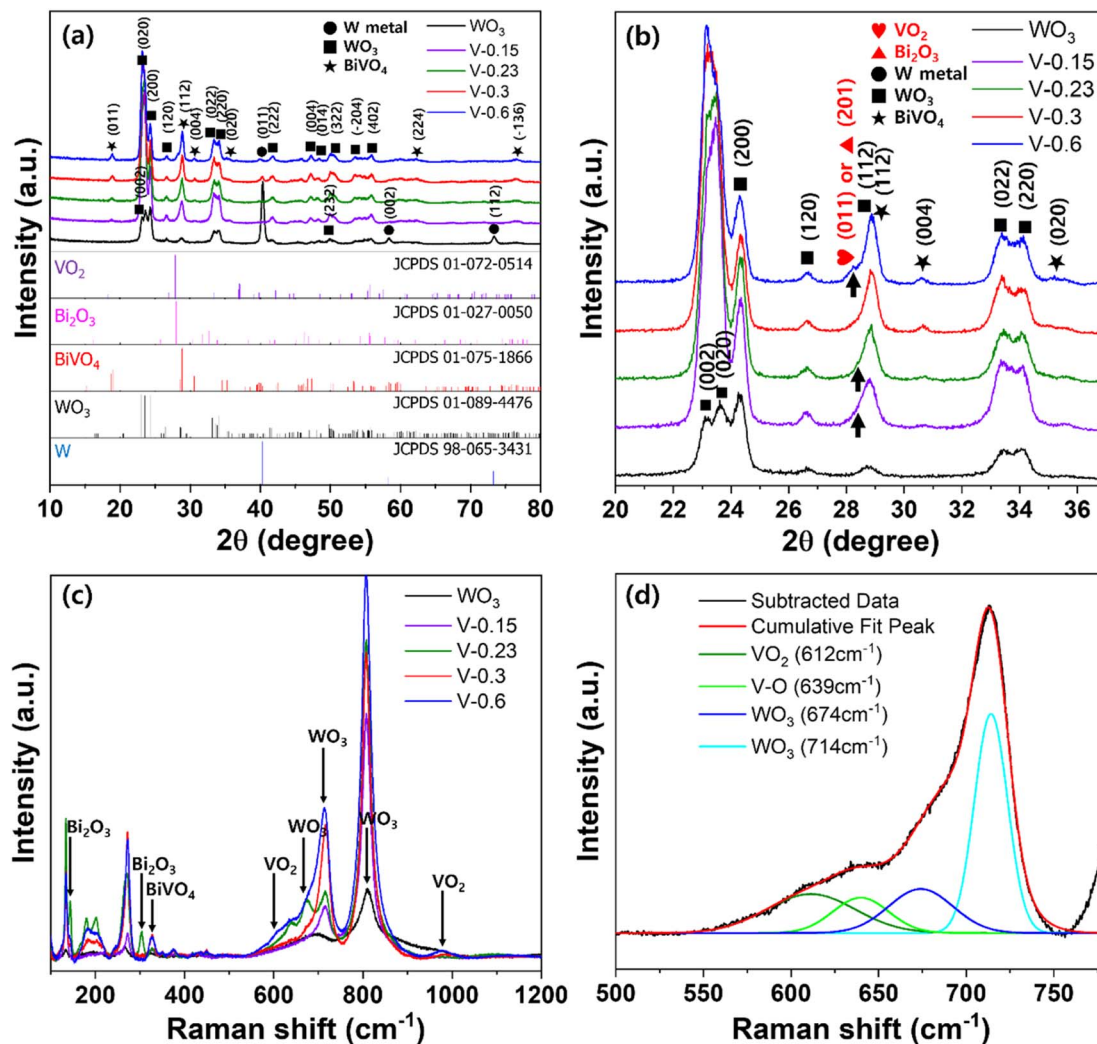 (a)
(020)
● W metal
■ WO₃
★ BiVO₄
WO₃
V-0.15
V-0.23
V-0.3
V-0.6
(011)
(002)
(200)
(120)
(112)
(004)
(022)
(220)
(020)
(011)
(222)
(004)
(014)
(322)
(-204)
(402)
(224)
(-136)
(232)
(002)
(112)
VO₂
JCPDS 01-072-0514
Bi₂O₃
JCPDS 01-027-0050
BiVO₄
JCPDS 01-075-1866
WO₃
JCPDS 01-089-4476
W
JCPDS 98-065-3431
Intensity (a.u.)
10 20 30 40 50 60 70 80
2θ (degree)
(b)
♥ VO₂
▲ Bi₂O₃
● W metal
■ WO₃
★ BiVO₄
WO₃
V-0.15
V-0.23
V-0.3
V-0.6
(002)
(020)
(200)
(120)
♥ (011) or ▲ (201)
(112)
(112)
(004)
(022)
(220)
(020)
Intensity (a.u.)
20 22 24 26 28 30 32 34 36
2θ (degree)
(c)
WO₃
V-0.15
V-0.23
V-0.3
V-0.6
Bi₂O₃
Bi₂O₃
BiVO₄
VO₂
WO₃
WO₃
WO₃
VO₂
Intensity (a.u.)
200 400 600 800 1000 1200
Raman shift (cm⁻¹)
(d)
Subtracted Data
Cumulative Fit Peak
VO₂ (612cm⁻¹)
V-O (639cm⁻¹)
WO₃ (674cm⁻¹)
WO₃ (714cm⁻¹)
Intensity (a.u.)
500 550 600 650 700 750
Raman shift (cm⁻¹)